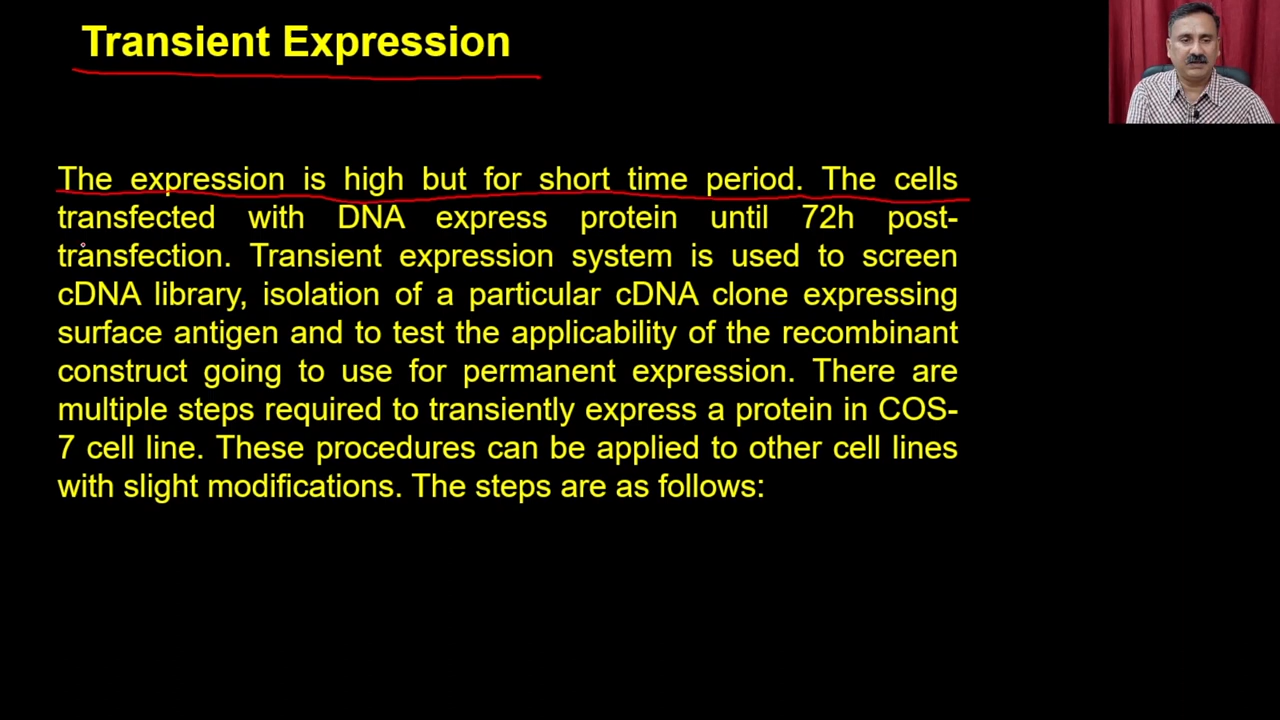 Transient Expression
The expression is high but for short time period. The cells
transfected with DNA express protein until 72h post-
transfection. Transient expression system is used to screen
cDNA library, isolation of a particular cDNA clone expressing
surface antigen and to test the applicability of the recombinant
construct going to use for permanent expression. There are
multiple steps required to transiently express a protein in COS-
7 cell line. These procedures can be applied to other cell lines
with slight modifications. The steps are as follows: